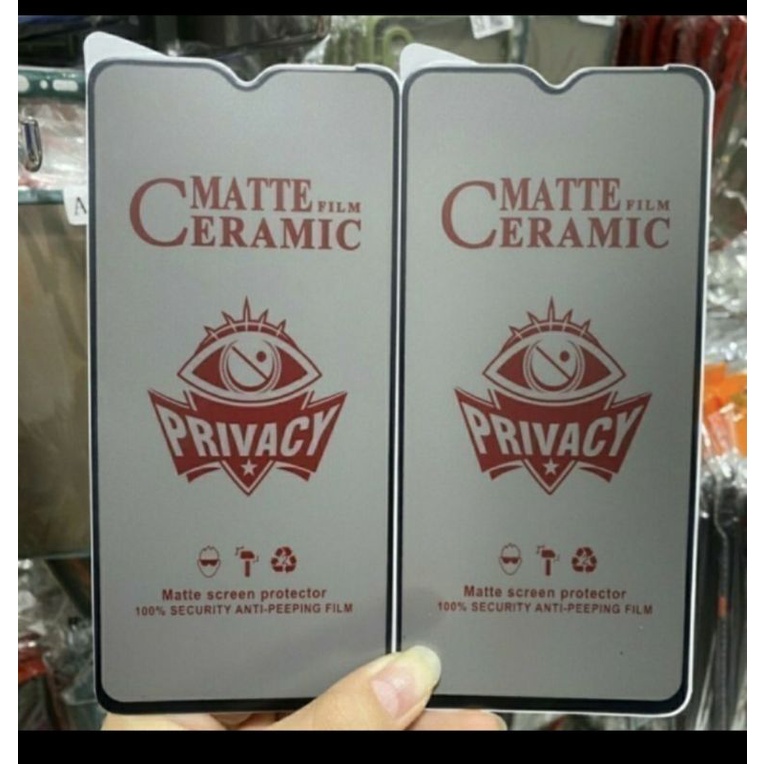 MATTE FILM
CERAMIC
PRIVACY
Matte screen protector
100% SECURITY ANTI-PEEPING FILM
MATTE FILM
CERAMIC
PRIVACY
Matte screen protector
100% SECURITY ANTI-PEEPING FILM
A